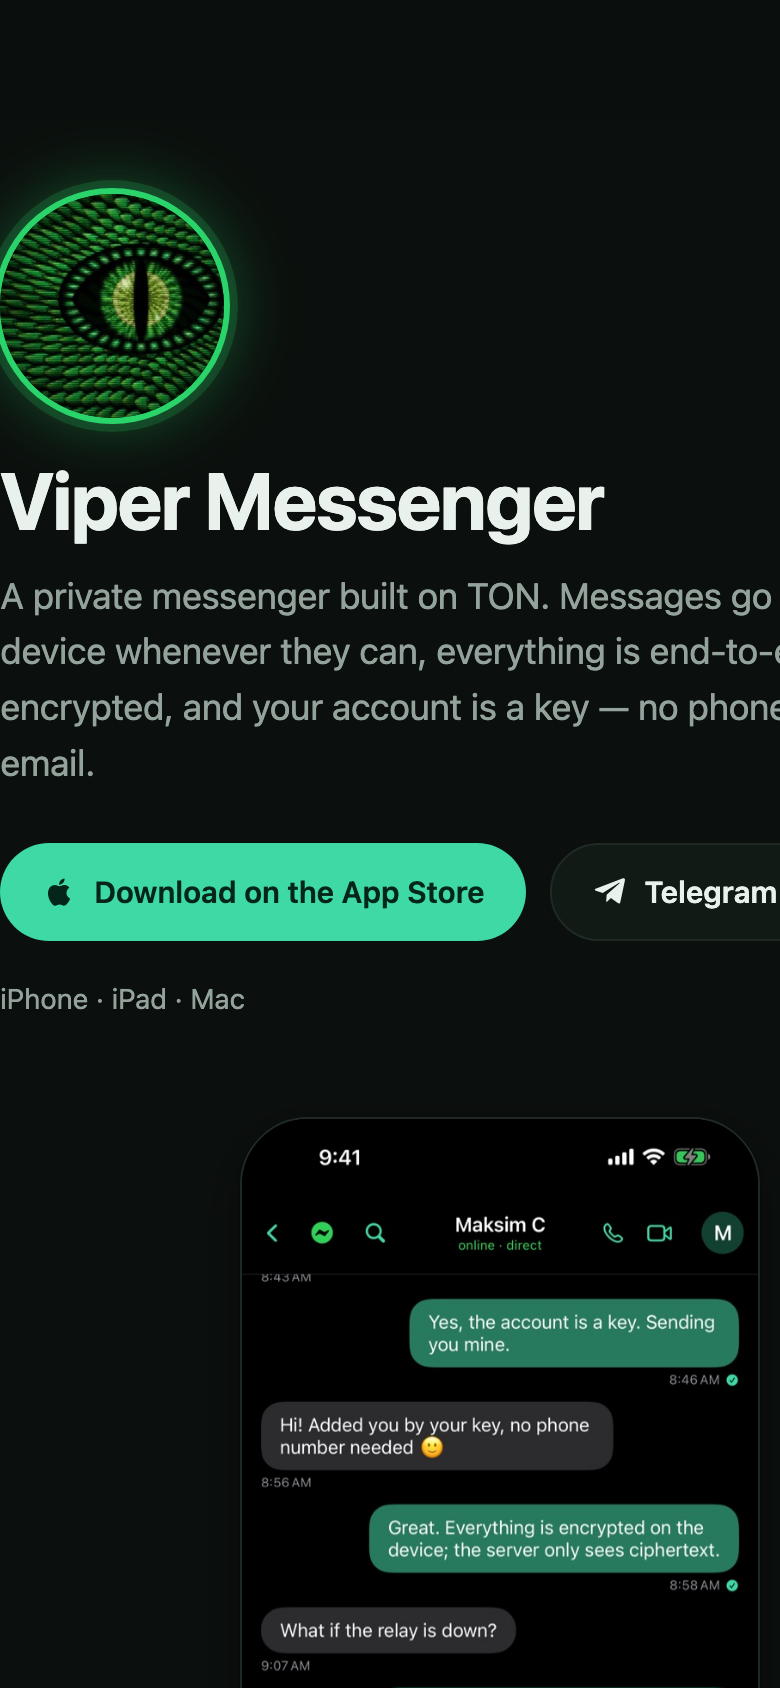 Viper Messenger
A private messenger built on TON. Messages go
device whenever they can, everything is end-to-
encrypted, and your account is a key — no phone
email.
Download on the App Store
Telegram
iPhone · iPad · Mac
9:41
Maksim C
online · direct
M
8:43 AM
Yes, the account is a key. Sending
you mine.
8:46 AM
Hi! Added you by your key, no phone
number needed 🙂
8:56 AM
Great. Everything is encrypted on the
device; the server only sees ciphertext.
8:58 AM
What if the relay is down?
9:07 AM